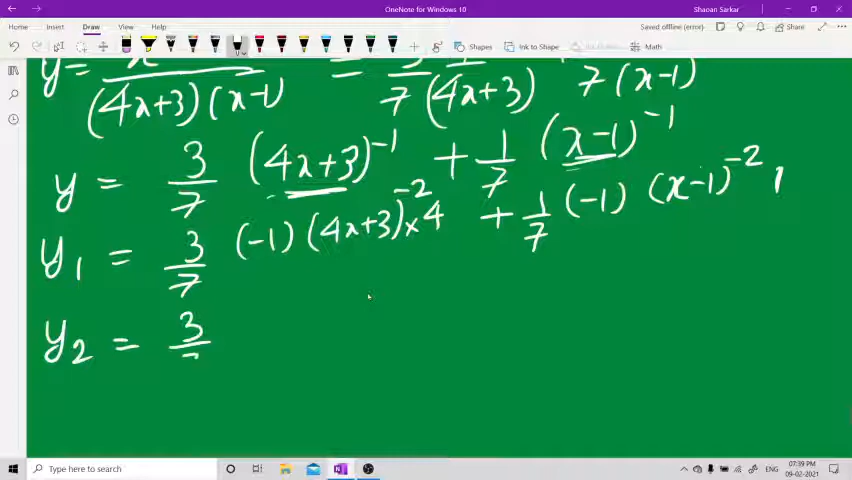 OneNote for Windows 10
Shaoan Sarkar
Home Insert Draw View Help
Saved offline (error) Share
Shapes Ink to Shape Math
y = / (4x+3)(x-1) = / 7(4x+3) 7(x-1)
y = 3/7 (4x+3)^-1 + 1/7 (x-1)^-1
y₁ = 3/7 (-1)(4x+3)^-2 × 4 + 1/7 (-1) (x-1)^-2 ,
y₂ = 3/
Type here to search
ENG
07:39 PM
09-02-2021